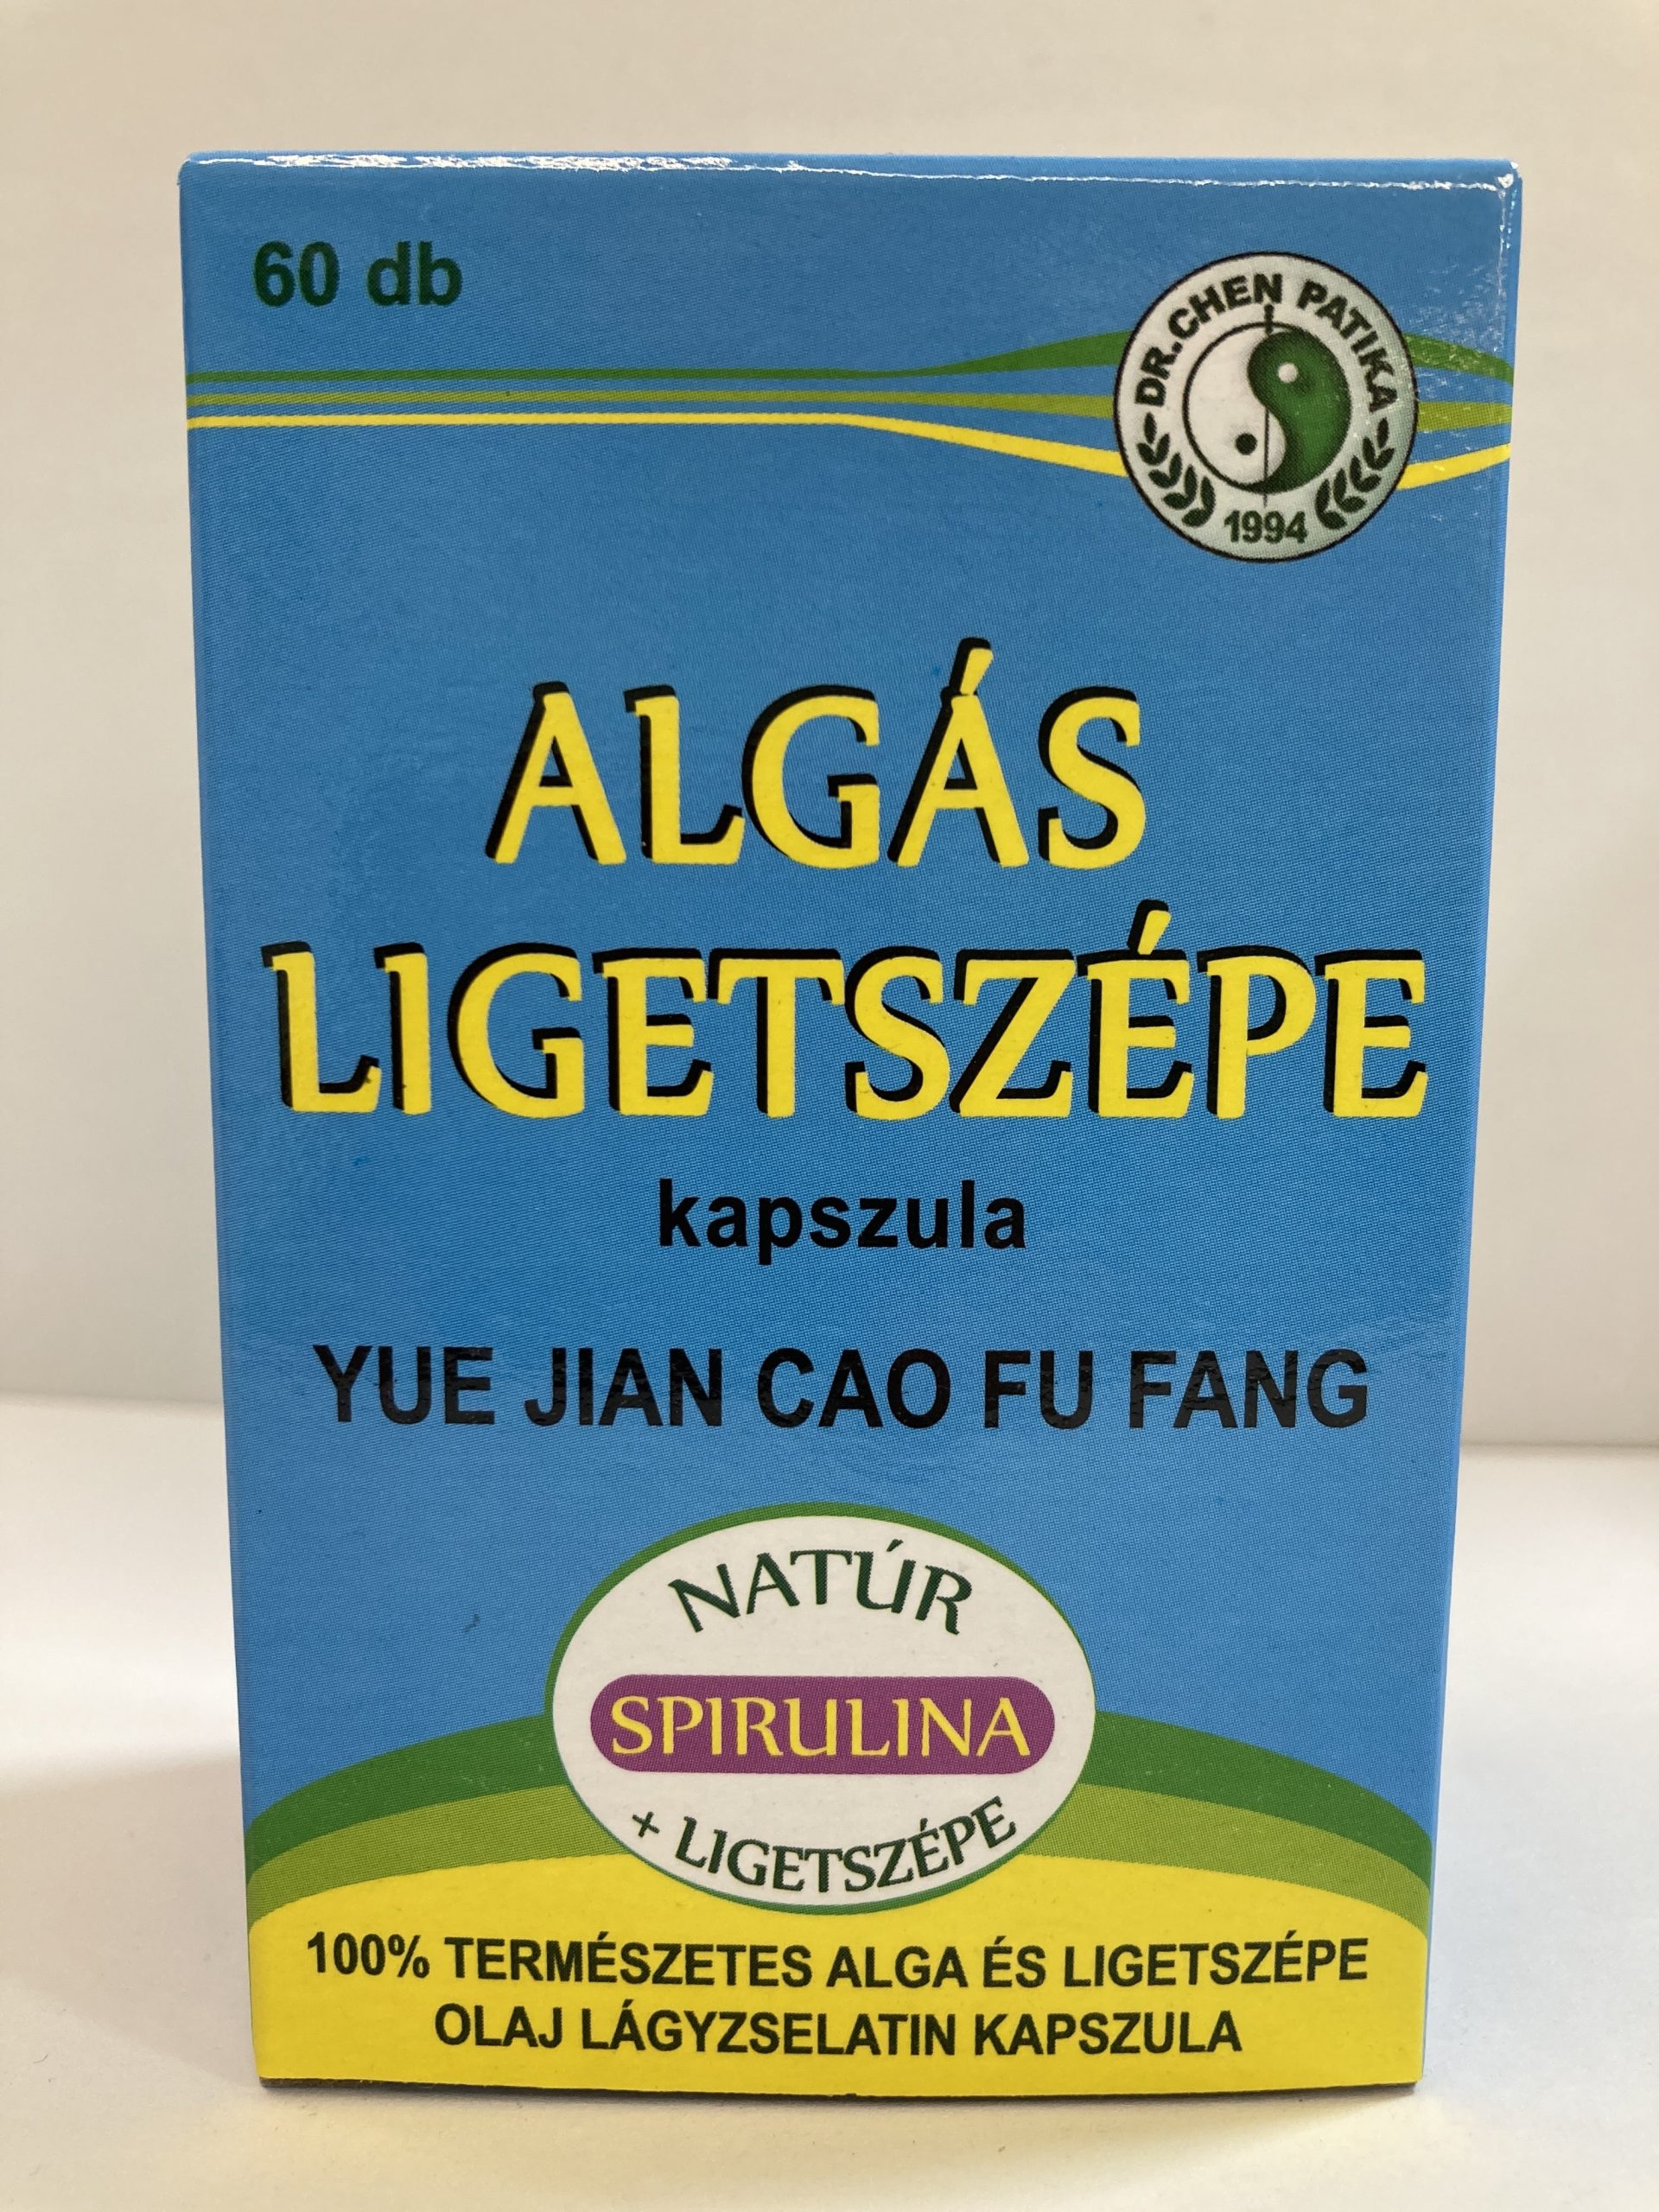 60 db
DR.CHEN PATIKA
1994
ALGÁS
LIGETSZÉPE
kapszula
YUE JIAN CAO FU FANG
NATÚR
SPIRULINA
+ LIGETSZÉPE
100% TERMÉSZETES ALGA ÉS LIGETSZÉPE
OLAJ LÁGYZSELATIN KAPSZULA